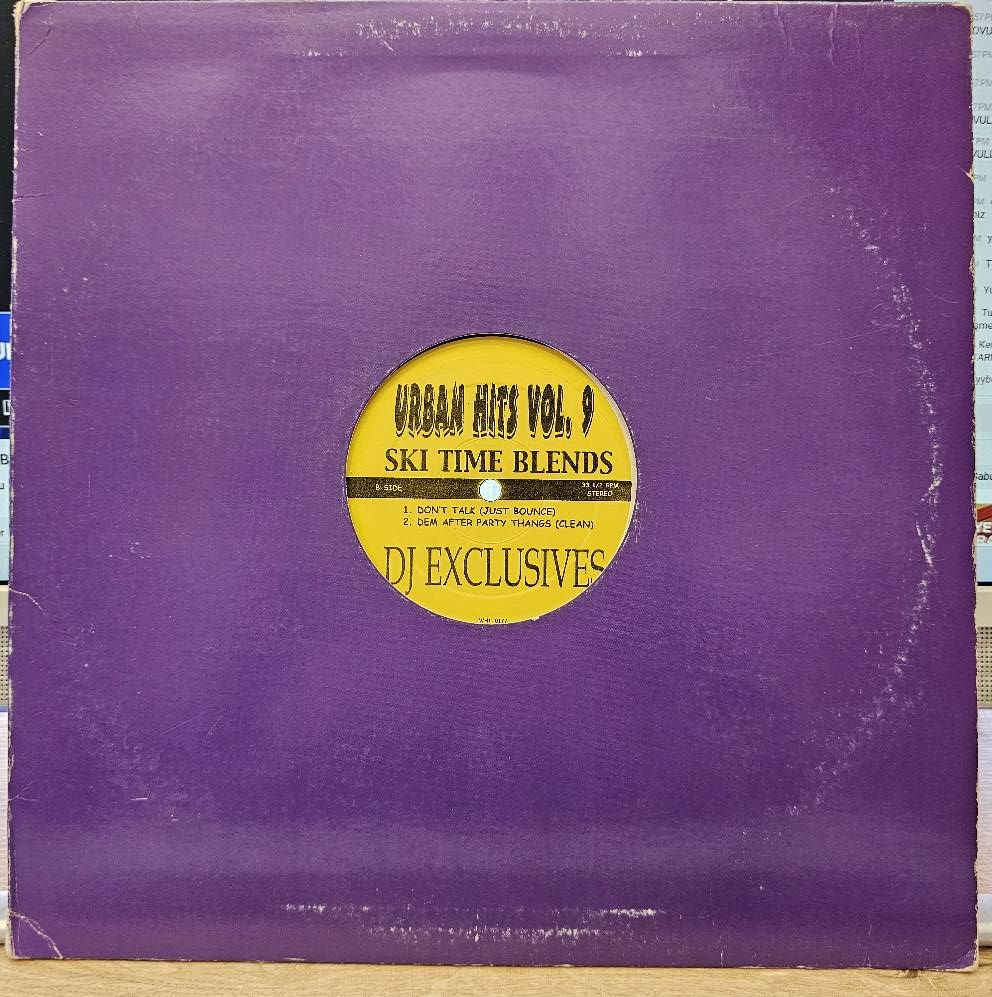 URBAN HITS VOL. 9
SKI TIME BLENDS
B SIDE
33 1/2 RPM
STEREO
1. DON'T TALK (JUST BOUNCE)
2. DEM AFTER PARTY THANGS (CLEAN)
DJ EXCLUSIVES